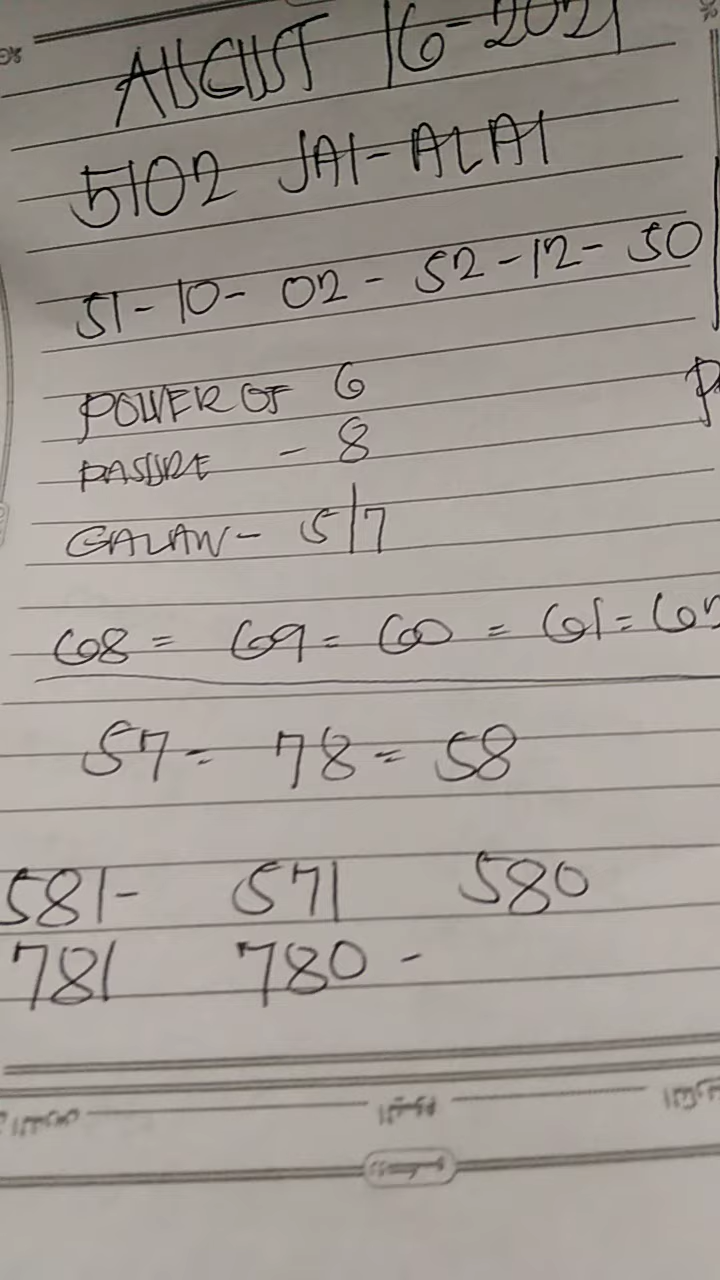 AUGUST 16-2021
5102 JAI-ALAI
51-10-02-52-12-50
POWER OF 6
PASURE - 8
GALAW- 5/7
68 = 69 = 60 = 61 =
57 = 78 = 58
581- 571 580
781 780 -